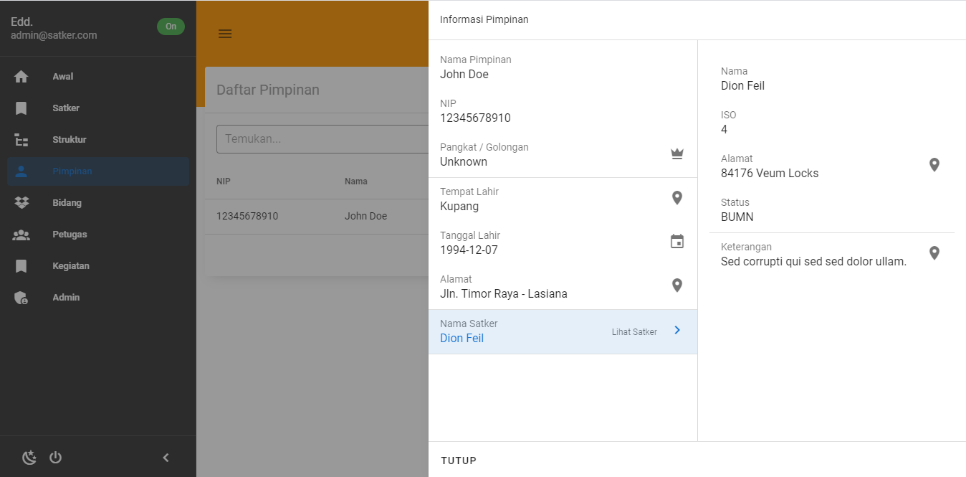 Edd.
admin@satker.com
On
Awal
Satker
Struktur
Pimpinan
Bidang
Petugas
Kegiatan
Admin
Daftar Pimpinan
Temukan...
NIP
Nama
12345678910
John Doe
Informasi Pimpinan
Nama Pimpinan
John Doe
NIP
12345678910
Pangkat / Golongan
Unknown
Tempat Lahir
Kupang
Tanggal Lahir
1994-12-07
Alamat
Jln. Timor Raya - Lasiana
Nama Satker
Dion Feil
Lihat Satker
Nama
Dion Feil
ISO
4
Alamat
84176 Veum Locks
Status
BUMN
Keterangan
Sed corrupti qui sed sed dolor ullam.
TUTUP